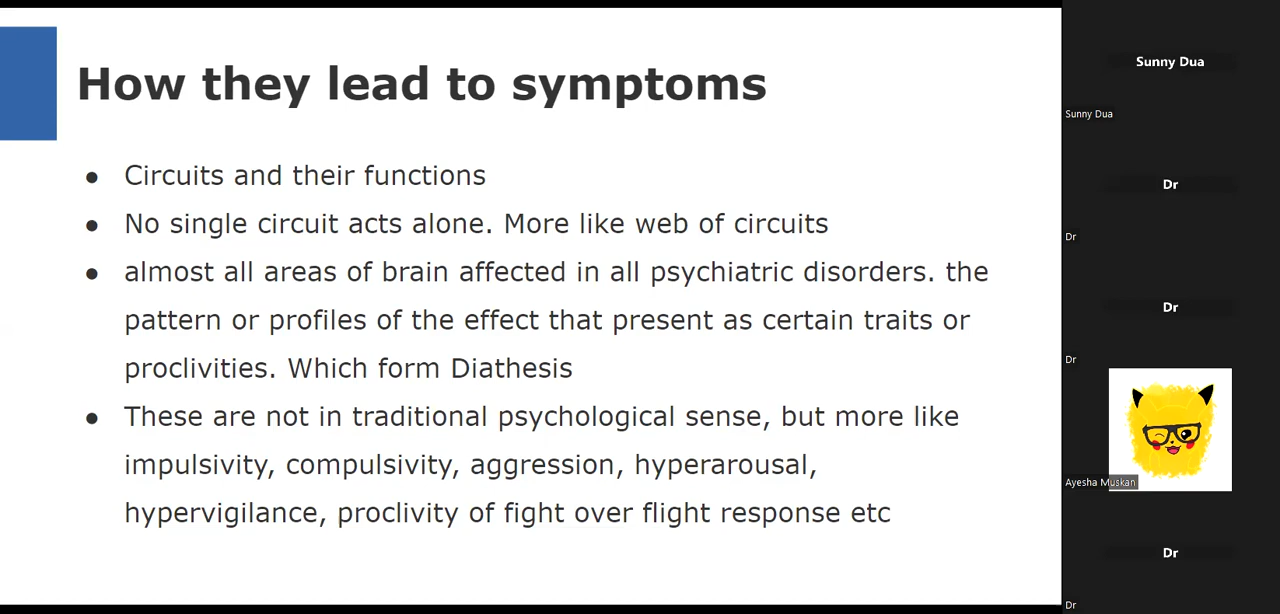 How they lead to symptoms
● Circuits and their functions
● No single circuit acts alone. More like web of circuits
● almost all areas of brain affected in all psychiatric disorders. the
pattern or profiles of the effect that present as certain traits or
proclivities. Which form Diathesis
● These are not in traditional psychological sense, but more like
impulsivity, compulsivity, aggression, hyperarousal,
hypervigilance, proclivity of fight over flight response etc
Sunny Dua
Sunny Dua
Dr
Dr
Dr
Dr
Ayesha Muskan
Dr
Dr